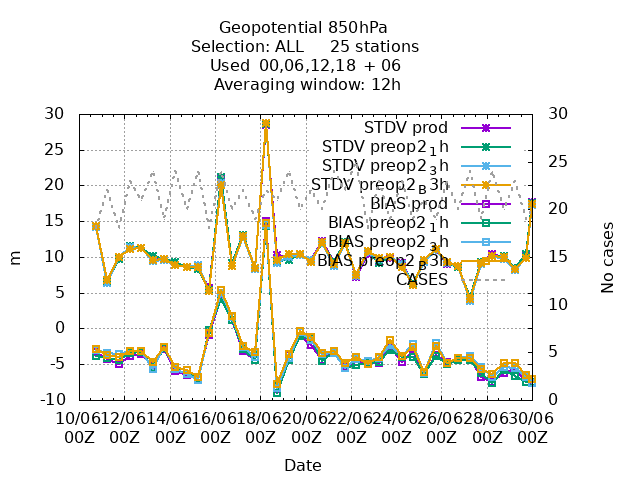 Geopotential 850hPa
Selection: ALL 25 stations
Used 00,06,12,18 + 06
Averaging window: 12h
STDV prod
STDV preop2_1h
STDV preop2_3h
STDV preop2_B3h
BIAS prod
BIAS preop2_1h
BIAS preop2_3h
BIAS preop2_B3h
CASES
30
25
20
15
10
5
0
-5
-10
m
30
25
20
15
10
5
0
No cases
10/06 12/06 14/06 16/06 18/06 20/06 22/06 24/06 26/06 28/06 30/06
00Z 00Z 00Z 00Z 00Z 00Z 00Z 00Z 00Z 00Z 00Z
Date